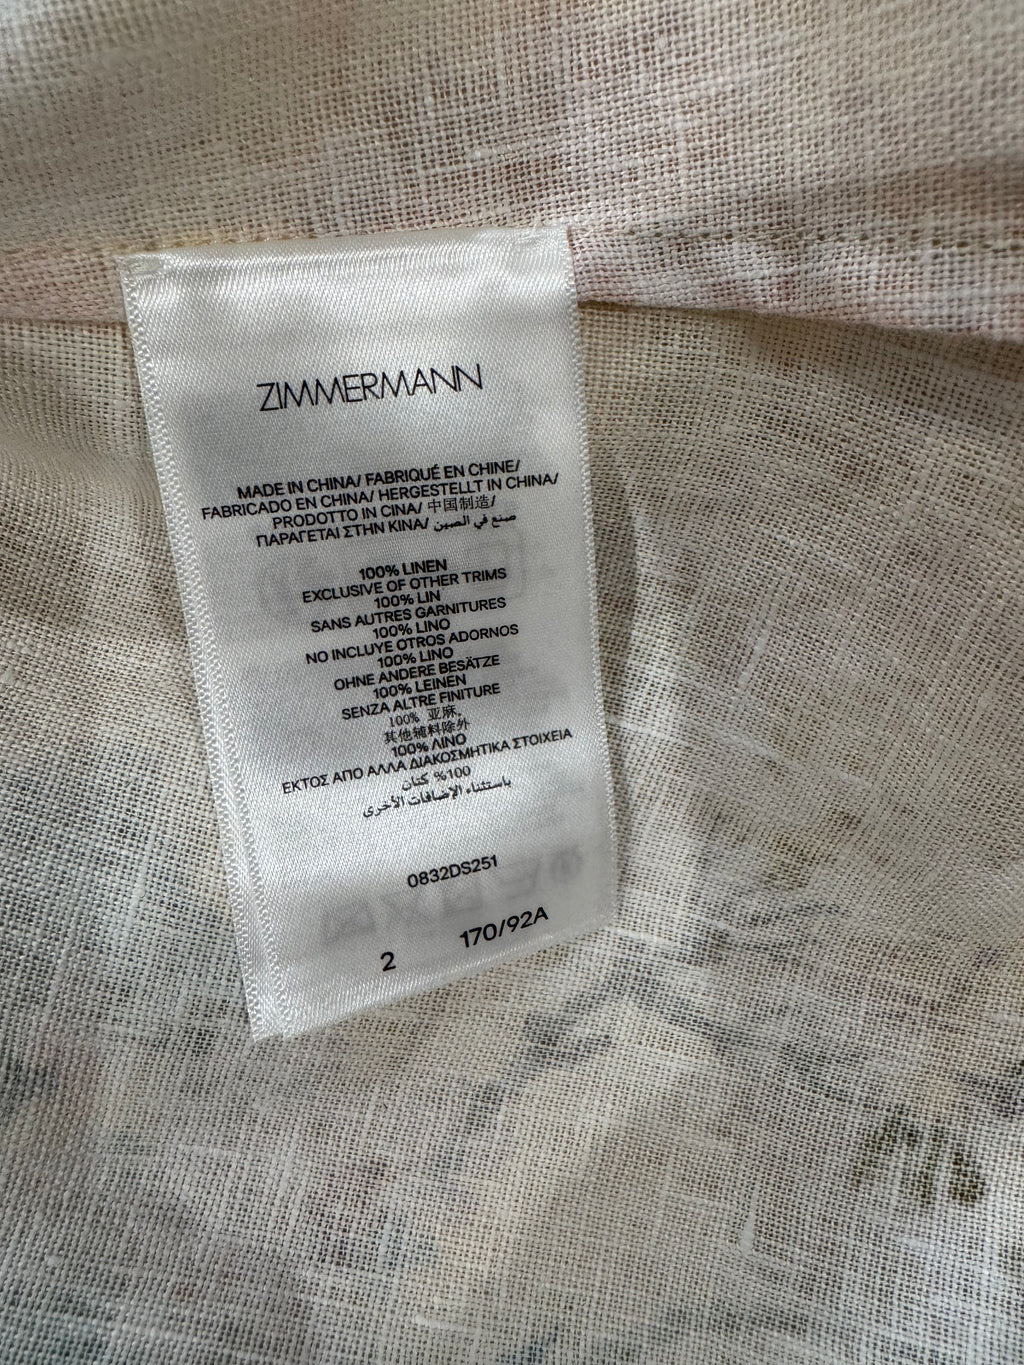 ZIMMERMANN
MADE IN CHINA/ FABRIQUÉ EN CHINE/
FABRICADO EN CHINA/ HERGESTELLT IN CHINA/
PRODOTTO IN CINA/ 中国制造/
ΠΑΡΑΓΕΤΑΙ ΣΤΗΝ ΚΙΝΑ/ صنع في الصين
100% LINEN
EXCLUSIVE OF OTHER TRIMS
100% LIN
SANS AUTRES GARNITURES
100% LINO
NO INCLUYE OTROS ADORNOS
100% LINO
OHNE ANDERE BESÄTZE
100% LEINEN
SENZA ALTRE FINITURE
100% 亚麻,
其他辅料除外
100% ΛΙΝΟ
ΕΚΤΟΣ ΑΠΟ ΑΛΛΑ ΔΙΑΚΟΣΜΗΤΙΚΑ ΣΤΟΙΧΕΙΑ
100% كتان
باستثناء الإضافات الأخرى
0832DS251
2 170/92A